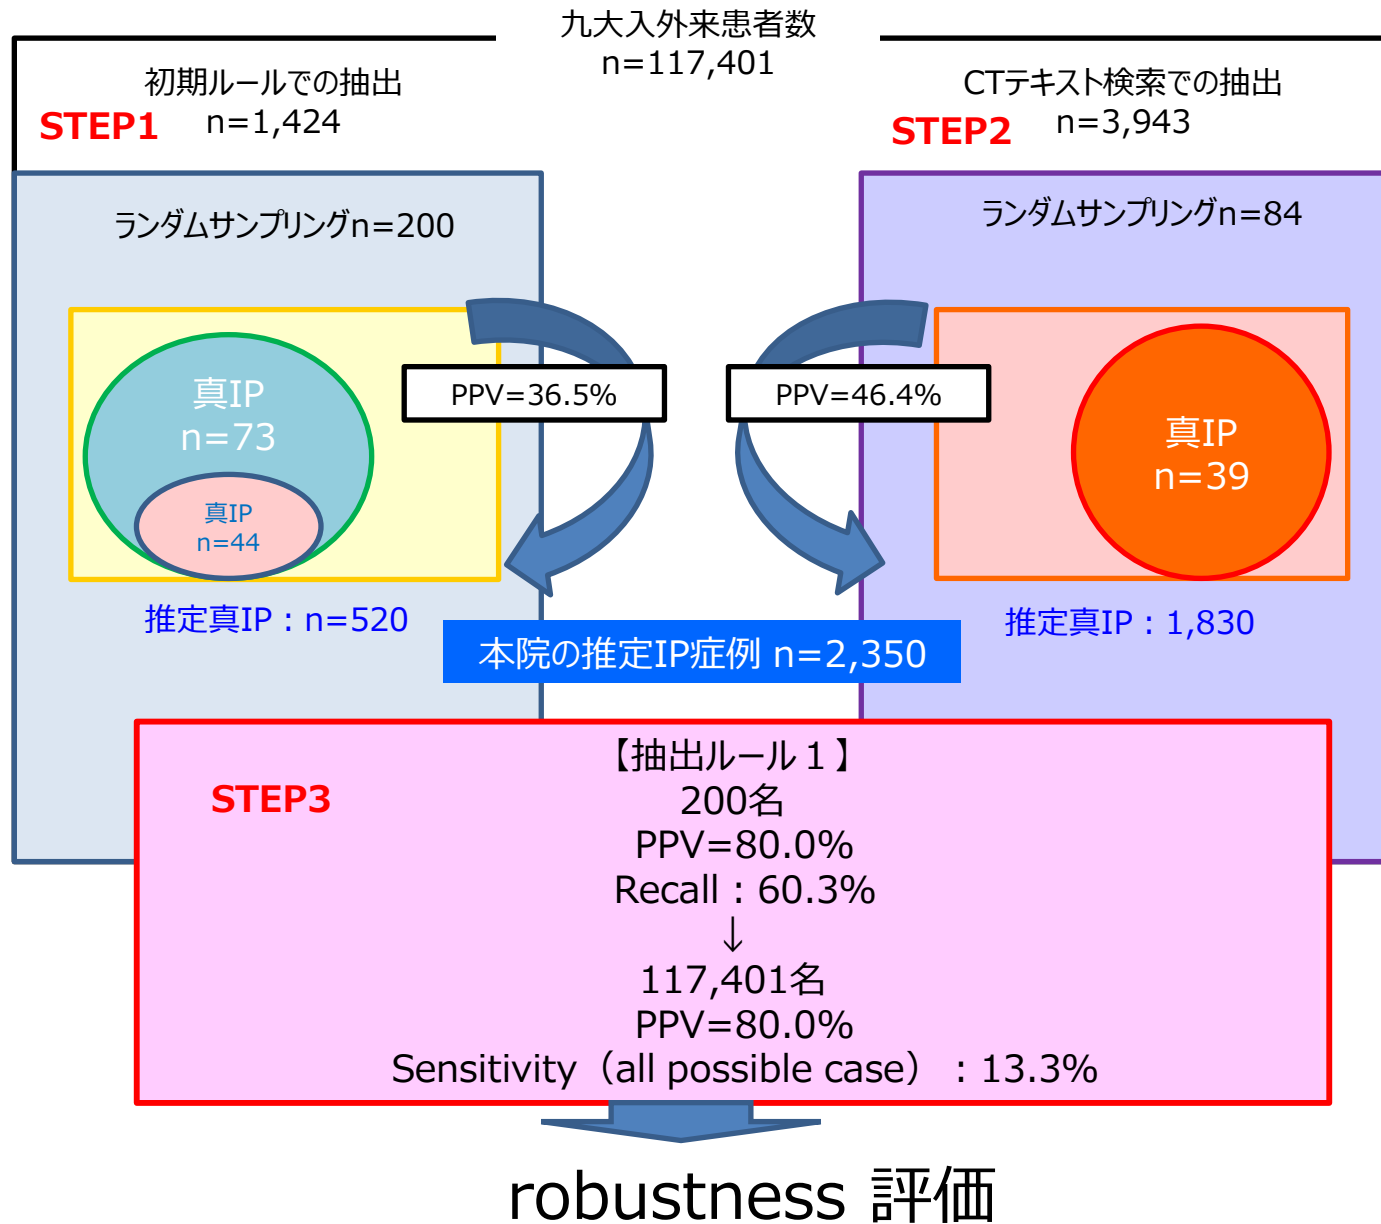 九大入外来患者数
n=117,401
初期ルールでの抽出
STEP1 n=1,424
CTテキスト検索での抽出
STEP2 n=3,943
ランダムサンプリングn=200
ランダムサンプリングn=84
PPV=36.5%
PPV=46.4%
真IP
n=73
真IP
n=44
真IP
n=39
推定真IP：n=520
推定真IP：1,830
本院の推定IP症例 n=2,350
【抽出ルール１】
STEP3
200名
PPV=80.0%
Recall：60.3%
↓
117,401名
PPV=80.0%
Sensitivity（all possible case）：13.3%
robustness 評価